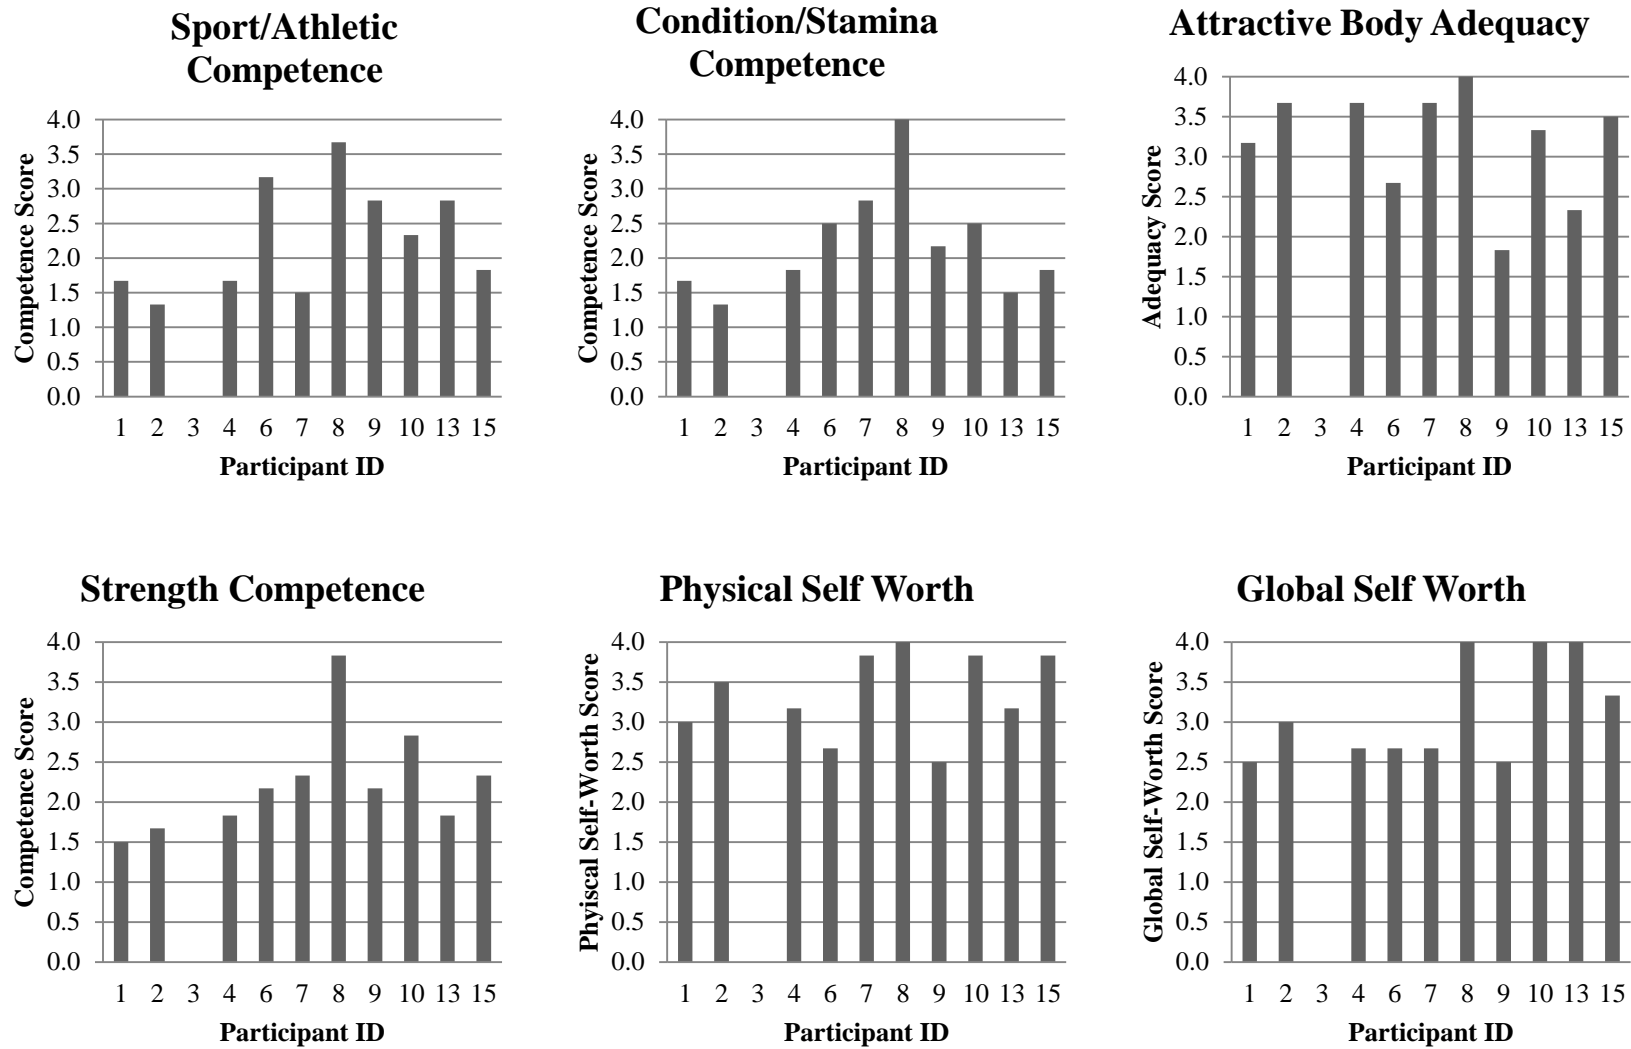 Sport/Athletic
Competence
Competence Score
4.0
3.5
3.0
2.5
2.0
1.5
1.0
0.5
0.0
1 2 3 4 6 7 8 9 10 13 15
Participant ID
Condition/Stamina
Competence
Competence Score
4.0
3.5
3.0
2.5
2.0
1.5
1.0
0.5
0.0
1 2 3 4 6 7 8 9 10 13 15
Participant ID
Attractive Body Adequacy
Adequacy Score
4.0
3.5
3.0
2.5
2.0
1.5
1.0
0.5
0.0
1 2 3 4 6 7 8 9 10 13 15
Participant ID
Strength Competence
Competence Score
4.0
3.5
3.0
2.5
2.0
1.5
1.0
0.5
0.0
1 2 3 4 6 7 8 9 10 13 15
Participant ID
Physical Self Worth
Phyiscal Self-Worth Score
4.0
3.5
3.0
2.5
2.0
1.5
1.0
0.5
0.0
1 2 3 4 6 7 8 9 10 13 15
Participant ID
Global Self Worth
Global Self-Worth Score
4.0
3.5
3.0
2.5
2.0
1.5
1.0
0.5
0.0
1 2 3 4 6 7 8 9 10 13 15
Participant ID